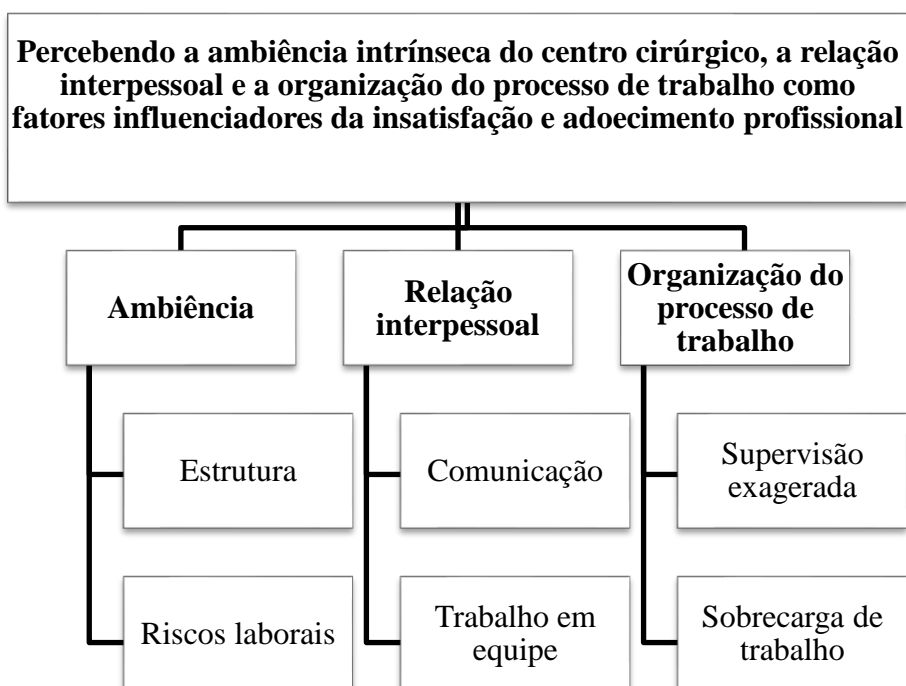 Percebendo a ambiência intrínseca do centro cirúrgico, a relação
interpessoal e a organização do processo de trabalho como
fatores influenciadores da insatisfação e adoecimento profissional
Ambiência
Relação
interpessoal
Organização do
processo de
trabalho
Estrutura
Comunicação
Supervisão
exagerada
Riscos laborais
Trabalho em
equipe
Sobrecarga de
trabalho